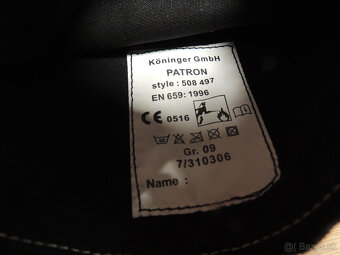 Köninger GmbH
PATRON
style : 508 497
EN 659: 1996
CE 0516
Gr. 09
7/310306
Name :